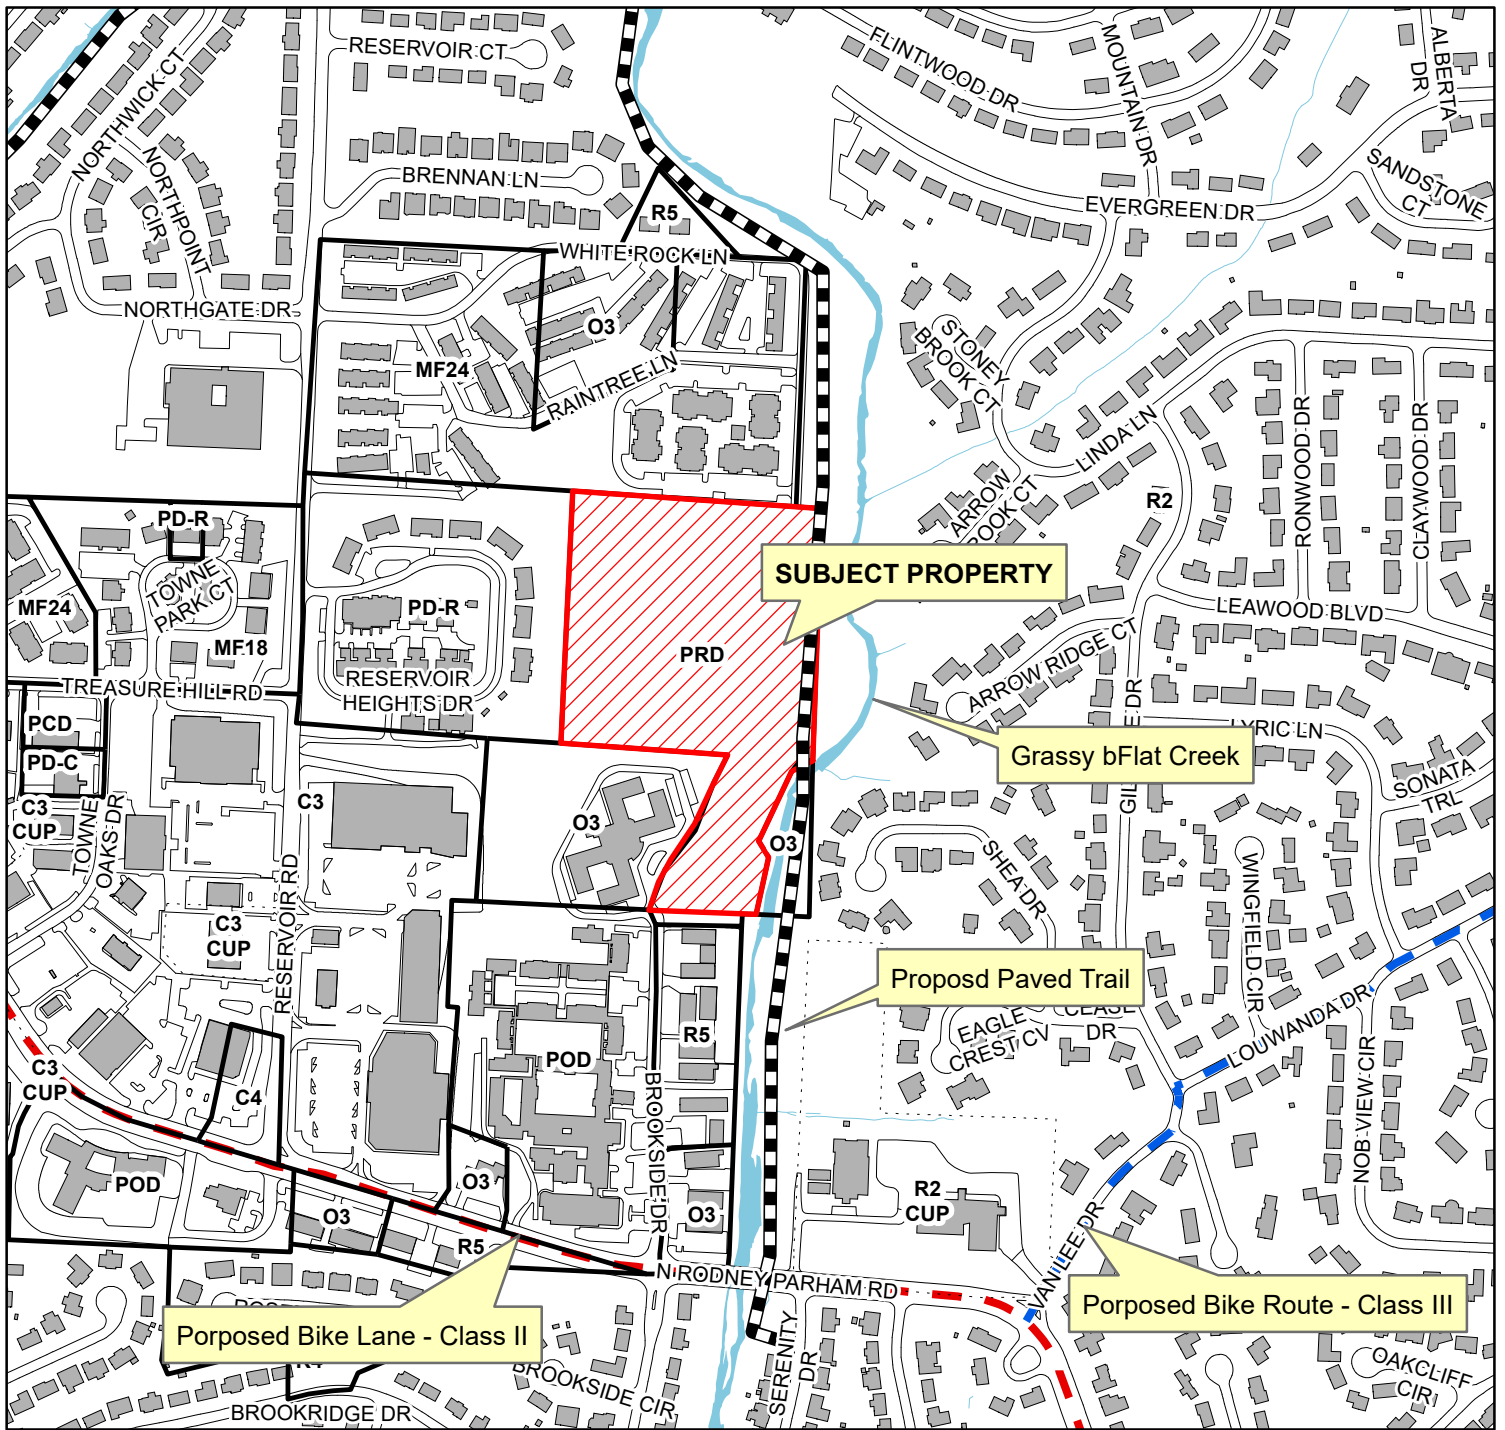 RESERVOIR CT
FLINTWOOD DR
MOUNTAIN DR
ALBERTA
DR
NORTHWICK CT
NORTHPOINT
CIR
BRENNAN LN
SANDSTONE
CT
EVERGREEN DR
R5
WHITE ROCK LN
NORTHGATE DR
O3
MF24
RAINTREE LN
STONEY
BROOK CT
LINDA LN
RONWOOD DR
CLAYWOOD DR
ARROW
R2
PD-R
SUBJECT PROPERTY
TOWNE
PARK CT
MF24
PD-R
LEAWOOD BLVD
MF18
PRD
ARROW RIDGE CT
RESERVOIR
HEIGHTS DR
TREASURE HILL RD
PCD
PD-C
LYRIC LN
Grassy bFlat Creek
SONATA
TRL
C3
CUP
TOWNE
OAKS DR
C3
O3
O3
SHEA DR
WINGFIELD CIR
C3
CUP
RESERVOIR RD
Proposd Paved Trail
EAGLE
CREST CV
CEASE
DR
LOUWANDA DR
R5
POD
C3
CUP
C4
BROOKSIDE DR
NOB VIEW CIR
POD
O3
O3
R5
O3
R2
CUP
VAN LEE DR
N RODNEY PARHAM RD
Porposed Bike Route - Class III
Porposed Bike Lane - Class II
SERENITY
DR
BROOKSIDE CIR
OAKCLIFF
CIR
BROOKRIDGE DR